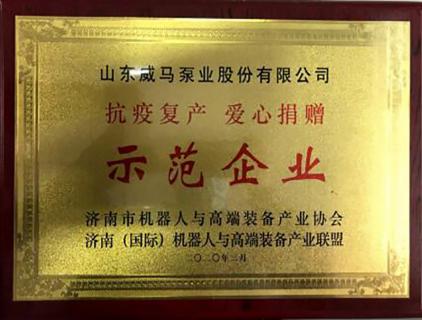 山东威马泵业股份有限公司
抗疫复产 爱心捐赠
示范企业
济南市机器人与高端装备产业协会
济南（国际）机器人与高端装备产业联盟
二〇二〇年二月